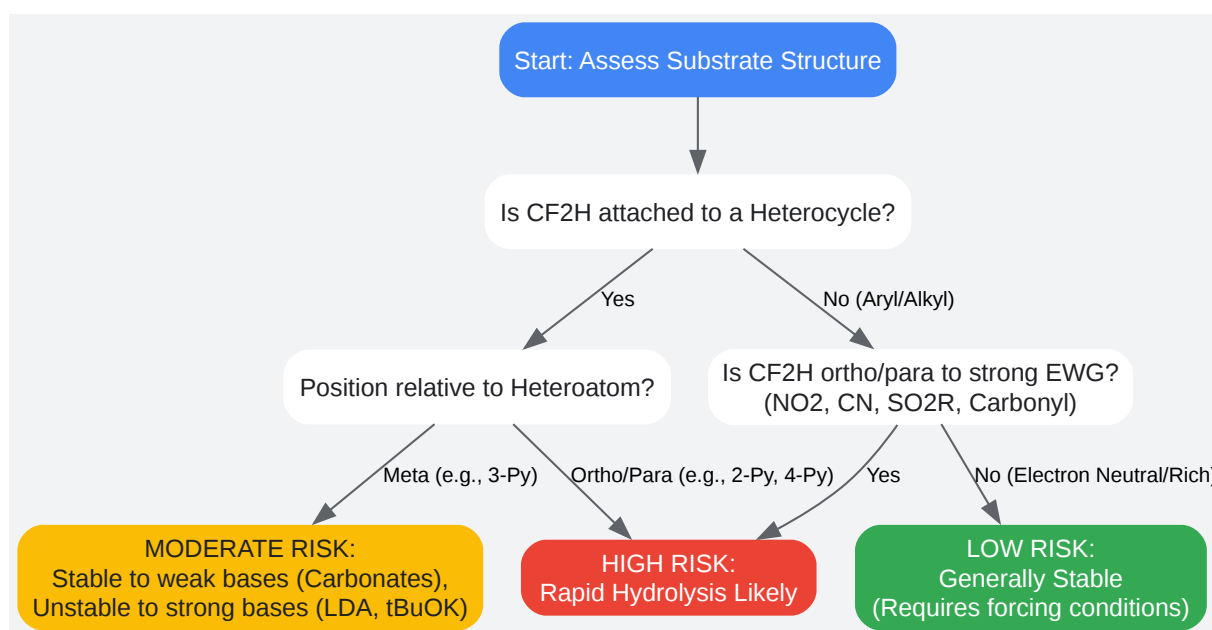 Start: Assess Substrate Structure
Is CF2H attached to a Heterocycle?
Yes
No (Aryl/Alkyl)
Position relative to Heteroatom?
Is CF2H ortho/para to strong EWG?
(NO2, CN, SO2R, Carbonyl)
Meta (e.g., 3-Py)
Ortho/Para (e.g., 2-Py, 4-Py)
Yes
No (Electron Neutral/Rich)
MODERATE RISK:
Stable to weak bases (Carbonates),
Unstable to strong bases (LDA, tBuOK)
HIGH RISK:
Rapid Hydrolysis Likely
LOW RISK:
Generally Stable
(Requires forcing conditions)